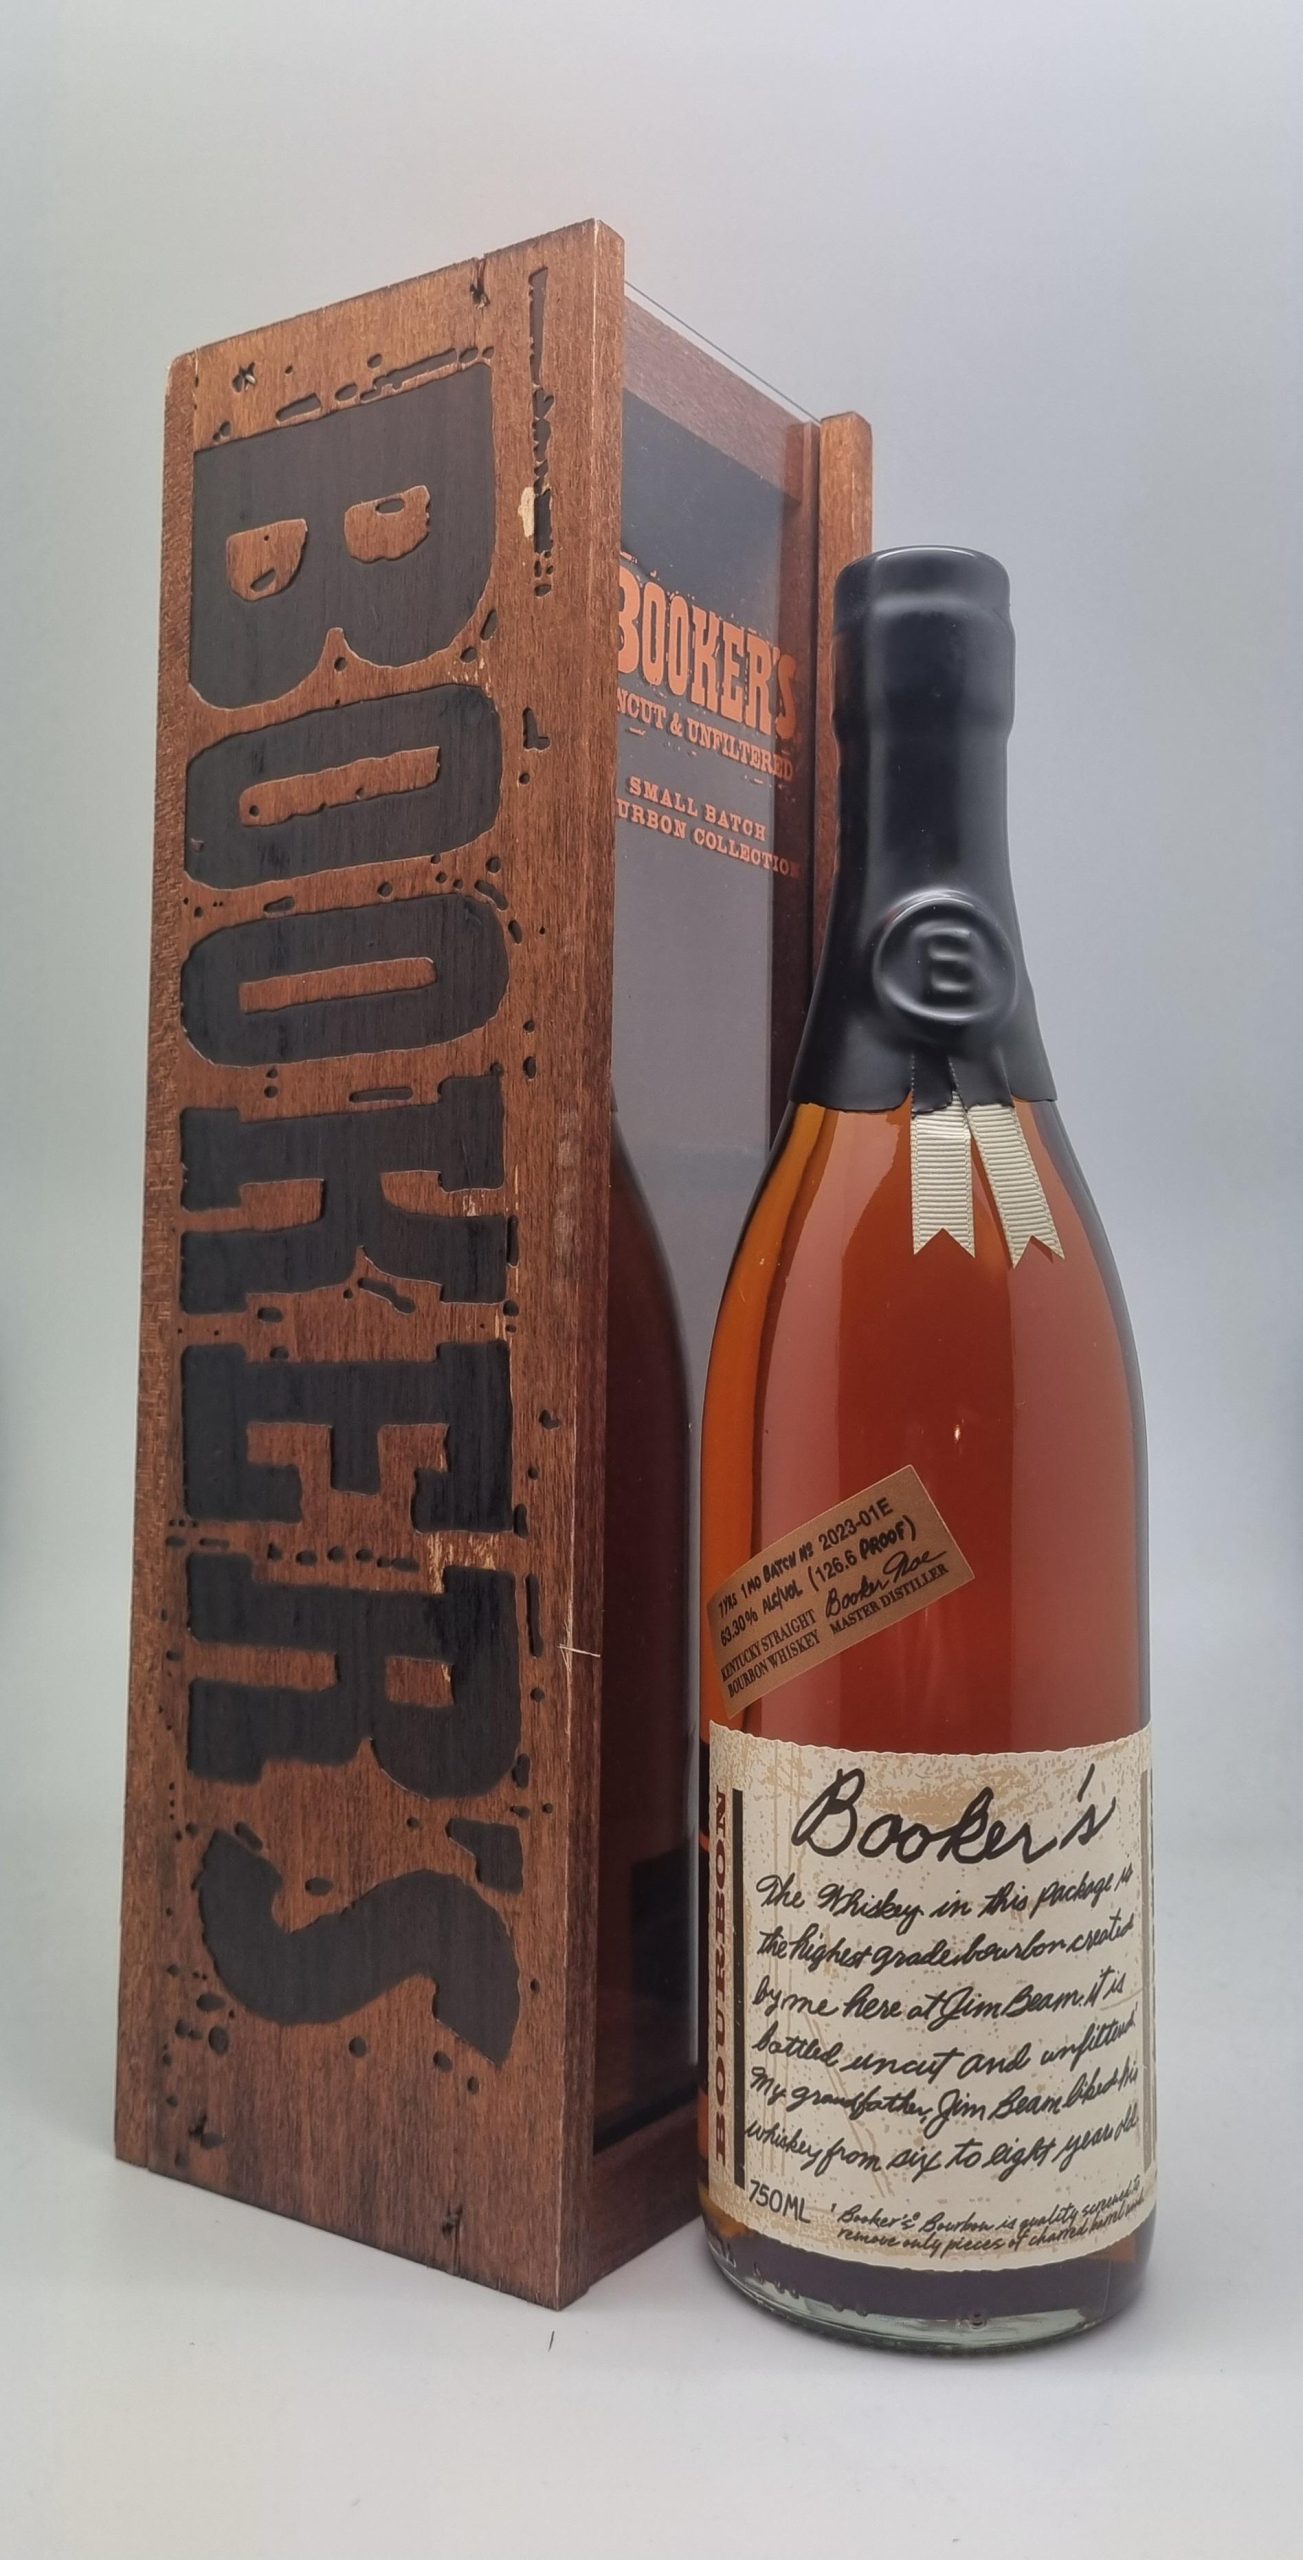 BOOKER'S
BOOKER'S
UNCUT & UNFILTERED
SMALL BATCH
BOURBON COLLECTION
B
7 YRS 1 MO BATCH No 2023-01E
63.30% ALC/VOL (126.6 PROOF)
KENTUCKY STRAIGHT
BOURBON WHISKEY
Booker Noe
MASTER DISTILLER
BOURBON
Booker's
The Whiskey in this package is
the highest grade bourbon created
by me here at Jim Beam. it is
bottled uncut and unfiltered'
My grandfather, Jim Beam liked his
whiskey from six to eight years old
750ML
' Booker's® Bourbon is quality screened to
remove only pieces of charred barrel wood.